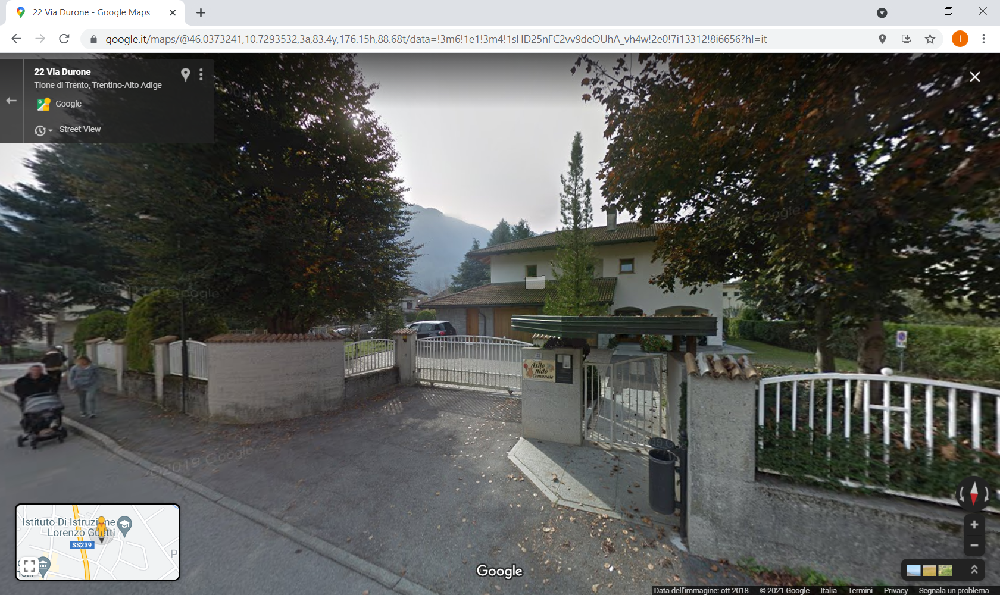 22 Via Durone - Google Maps
google.it/maps/@46.0373241,10.7293532,3a,83.4y,176.15h,88.68t/data=!3m6!1e1!3m4!1sHD25nFC2vv9deOUhA_vh4w!2e0!7i13312!8i6656?hl=it
I
22 Via Durone
Tione di Trento, Trentino-Alto Adige
Google
Street View
©2019 Google
Google
Asilo
nido
Comunale
©2019 Google
Istituto Di Istruzione
Lorenzo Guetti
SS239
P
Google
Data dell'immagine: ott 2018 © 2021 Google Italia Termini Privacy Segnala un problema